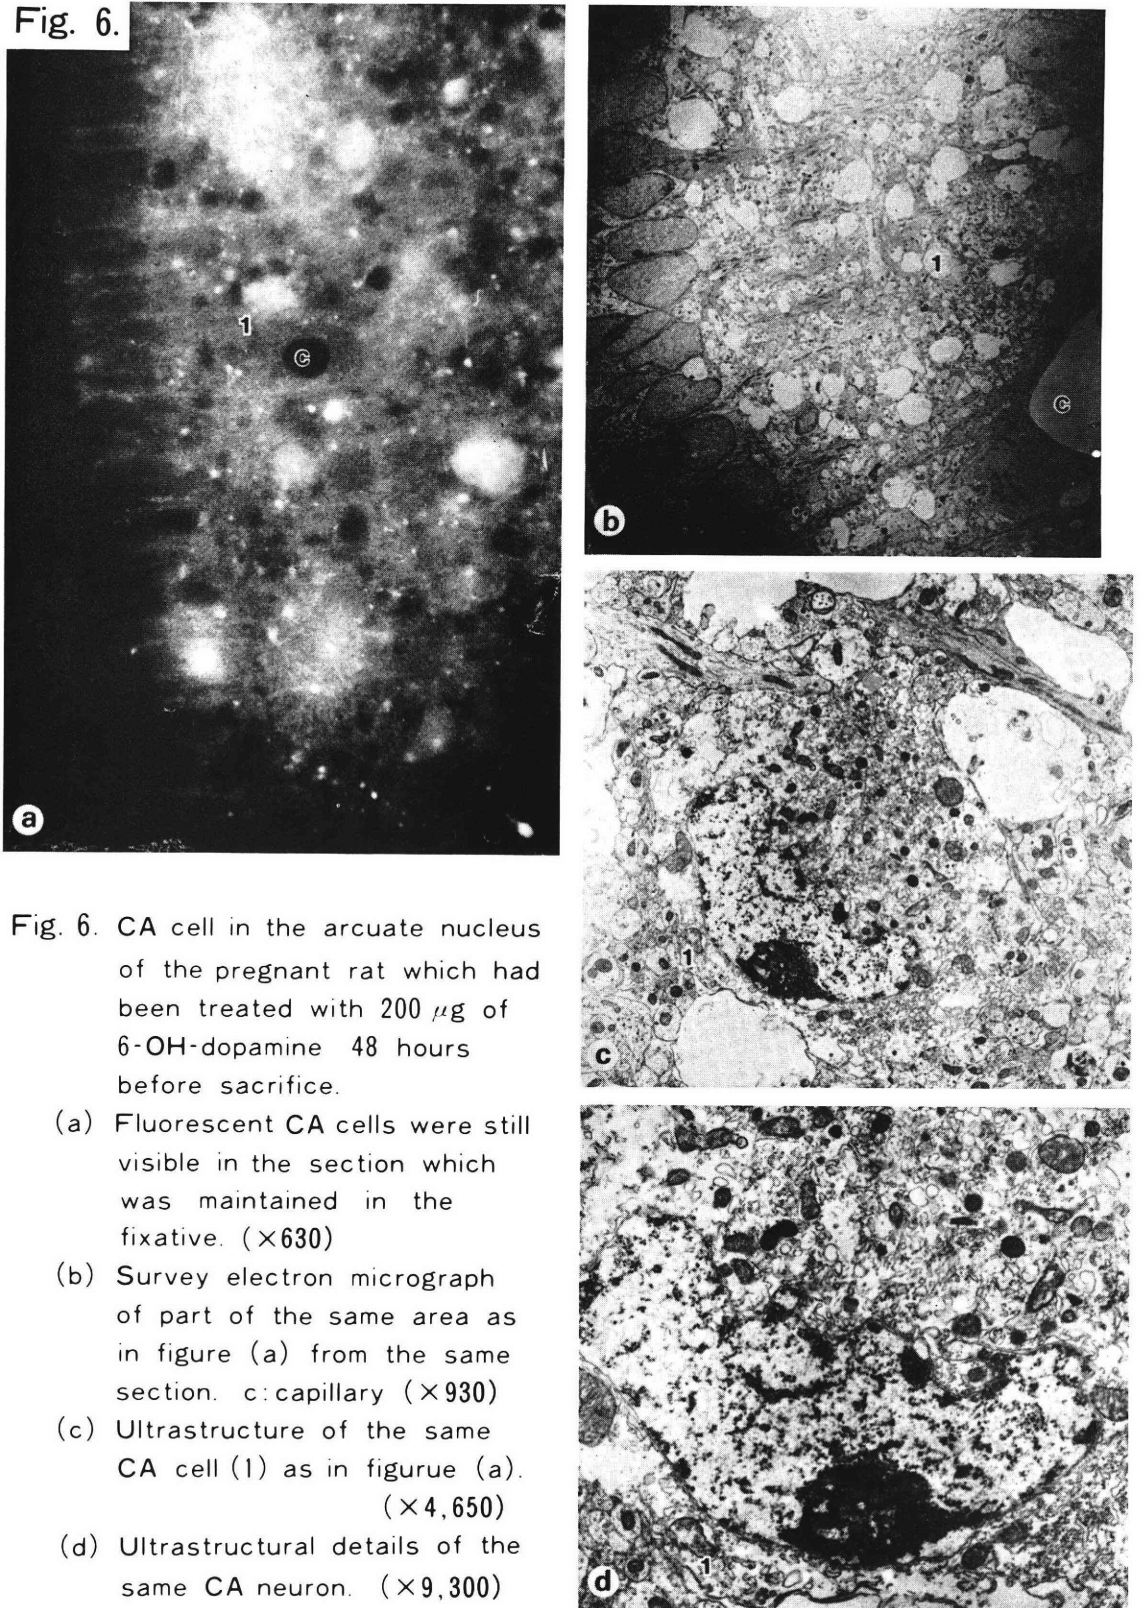 Fig. 6.
1
C
a
1
C
b
1
c
1
d
Fig. 6. CA cell in the arcuate nucleus
of the pregnant rat which had
been treated with 200 μg of
6-OH-dopamine 48 hours
before sacrifice.
(a) Fluorescent CA cells were still
visible in the section which
was maintained in the
fixative. (×630)
(b) Survey electron micrograph
of part of the same area as
in figure (a) from the same
section. c:capillary (×930)
(c) Ultrastructure of the same
CA cell (1) as in figurue (a).
(×4,650)
(d) Ultrastructural details of the
same CA neuron. (×9,300)